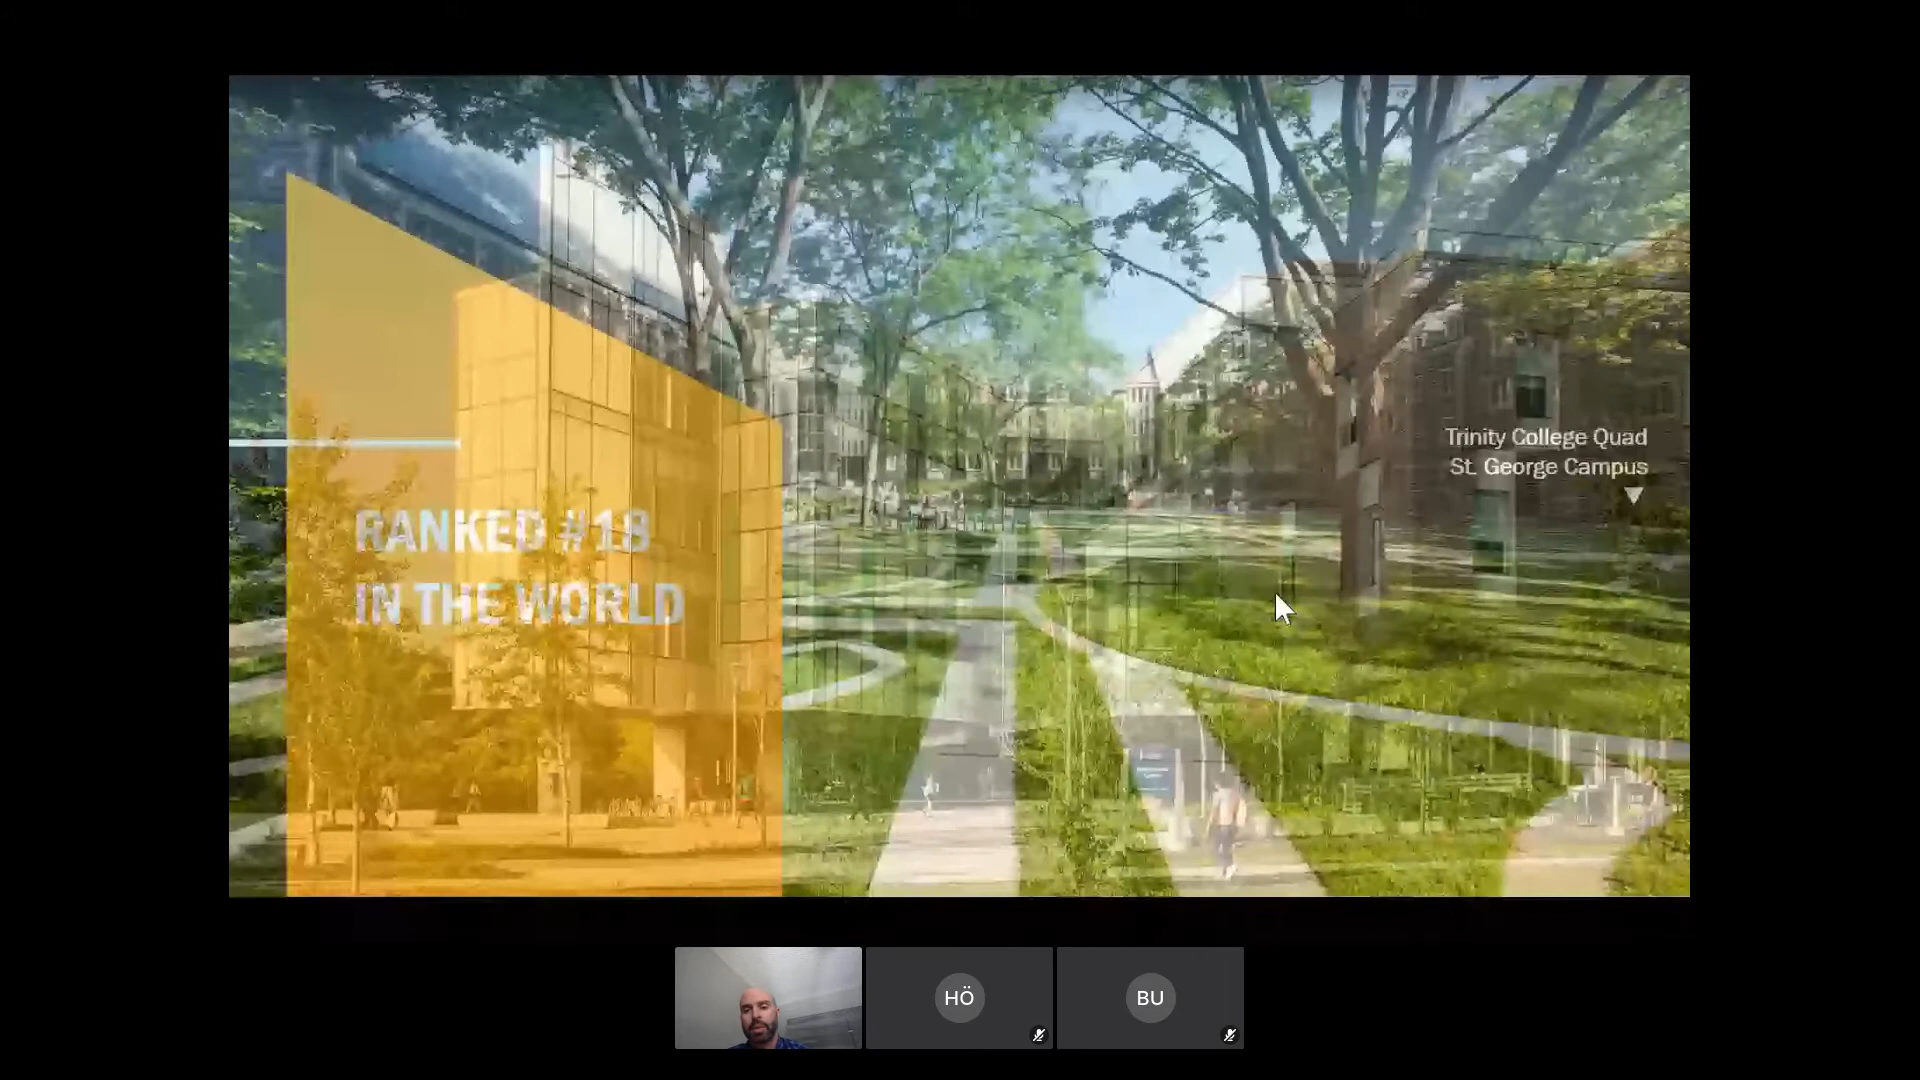 RANKED #18
IN THE WORLD
Trinity College Quad
St. George Campus
HÖ
BU